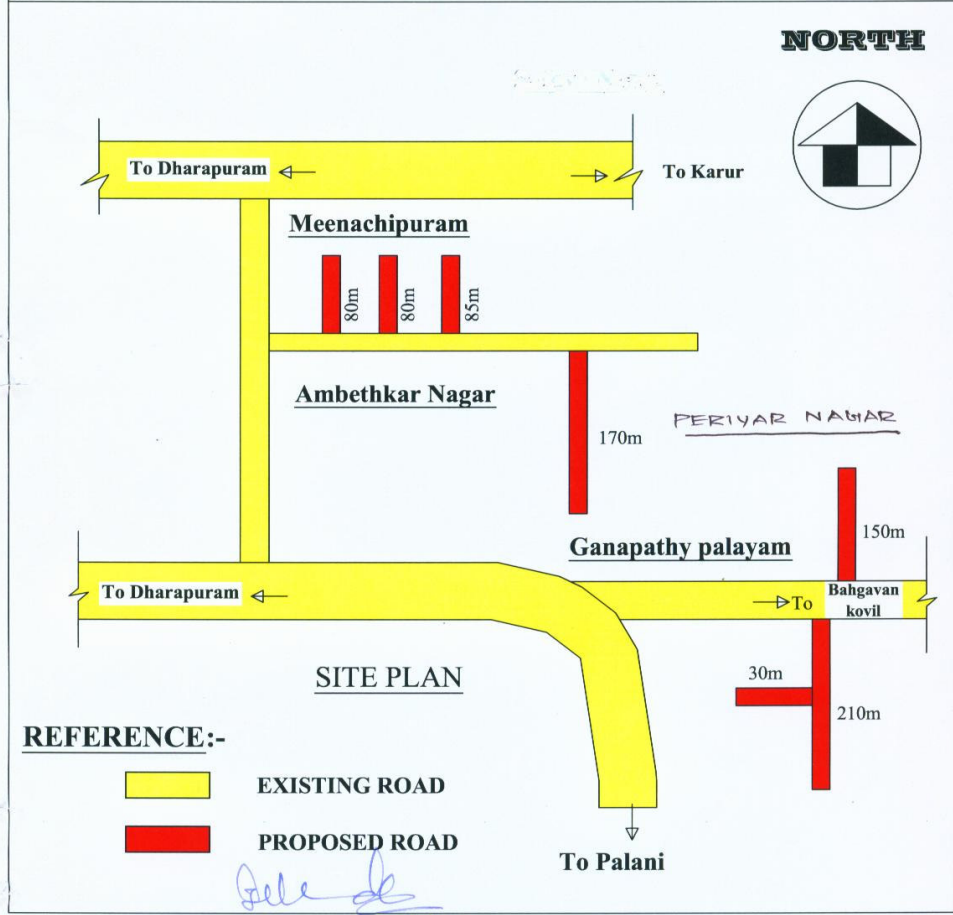 NORTH
To Dharapuram
To Karur
Meenachipuram
80m
80m
85m
Ambethkar Nagar
170m
PERIYAR NAGAR
150m
Ganapathy palayam
To Dharapuram
To
Bahgavan
kovil
30m
210m
SITE PLAN
REFERENCE:-
EXISTING ROAD
PROPOSED ROAD
To Palani